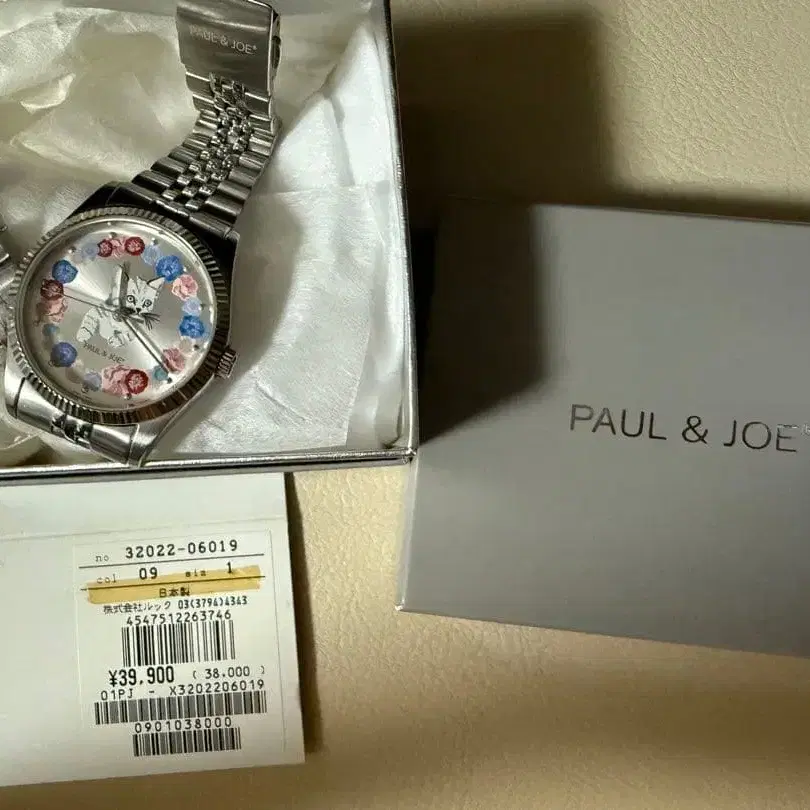 PAUL & JOE®
PAUL & JOE
PAUL & JOE
no 32022-06019
col 09 siz 1
日本製
株式会社ルック 03(3794)4343
4547512263746
¥39,900 ( 38,000 )
01PJ - X3202206019
0901038000